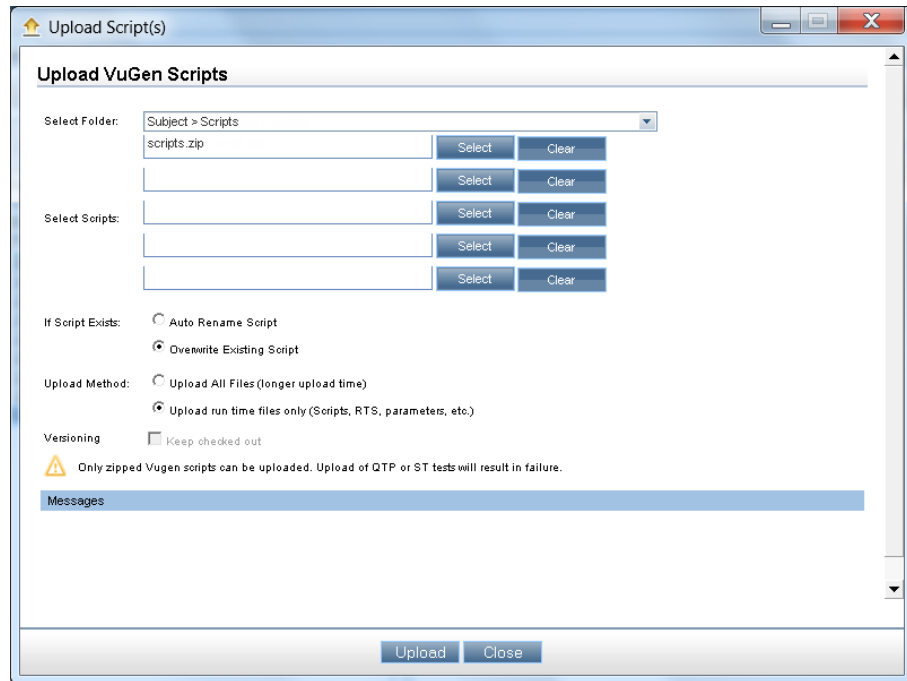 Upload Script(s)
Upload VuGen Scripts
Select Folder: Subject > Scripts
scripts.zip Select Clear
Select Clear
Select Scripts: Select Clear
Select Clear
Select Clear
If Script Exists: Auto Rename Script
Overwrite Existing Script
Upload Method: Upload All Files (longer upload time)
Upload run time files only (Scripts, RTS, parameters, etc.)
Versioning Keep checked out
Only zipped Vugen scripts can be uploaded. Upload of QTP or ST tests will result in failure.
Messages
Upload Close